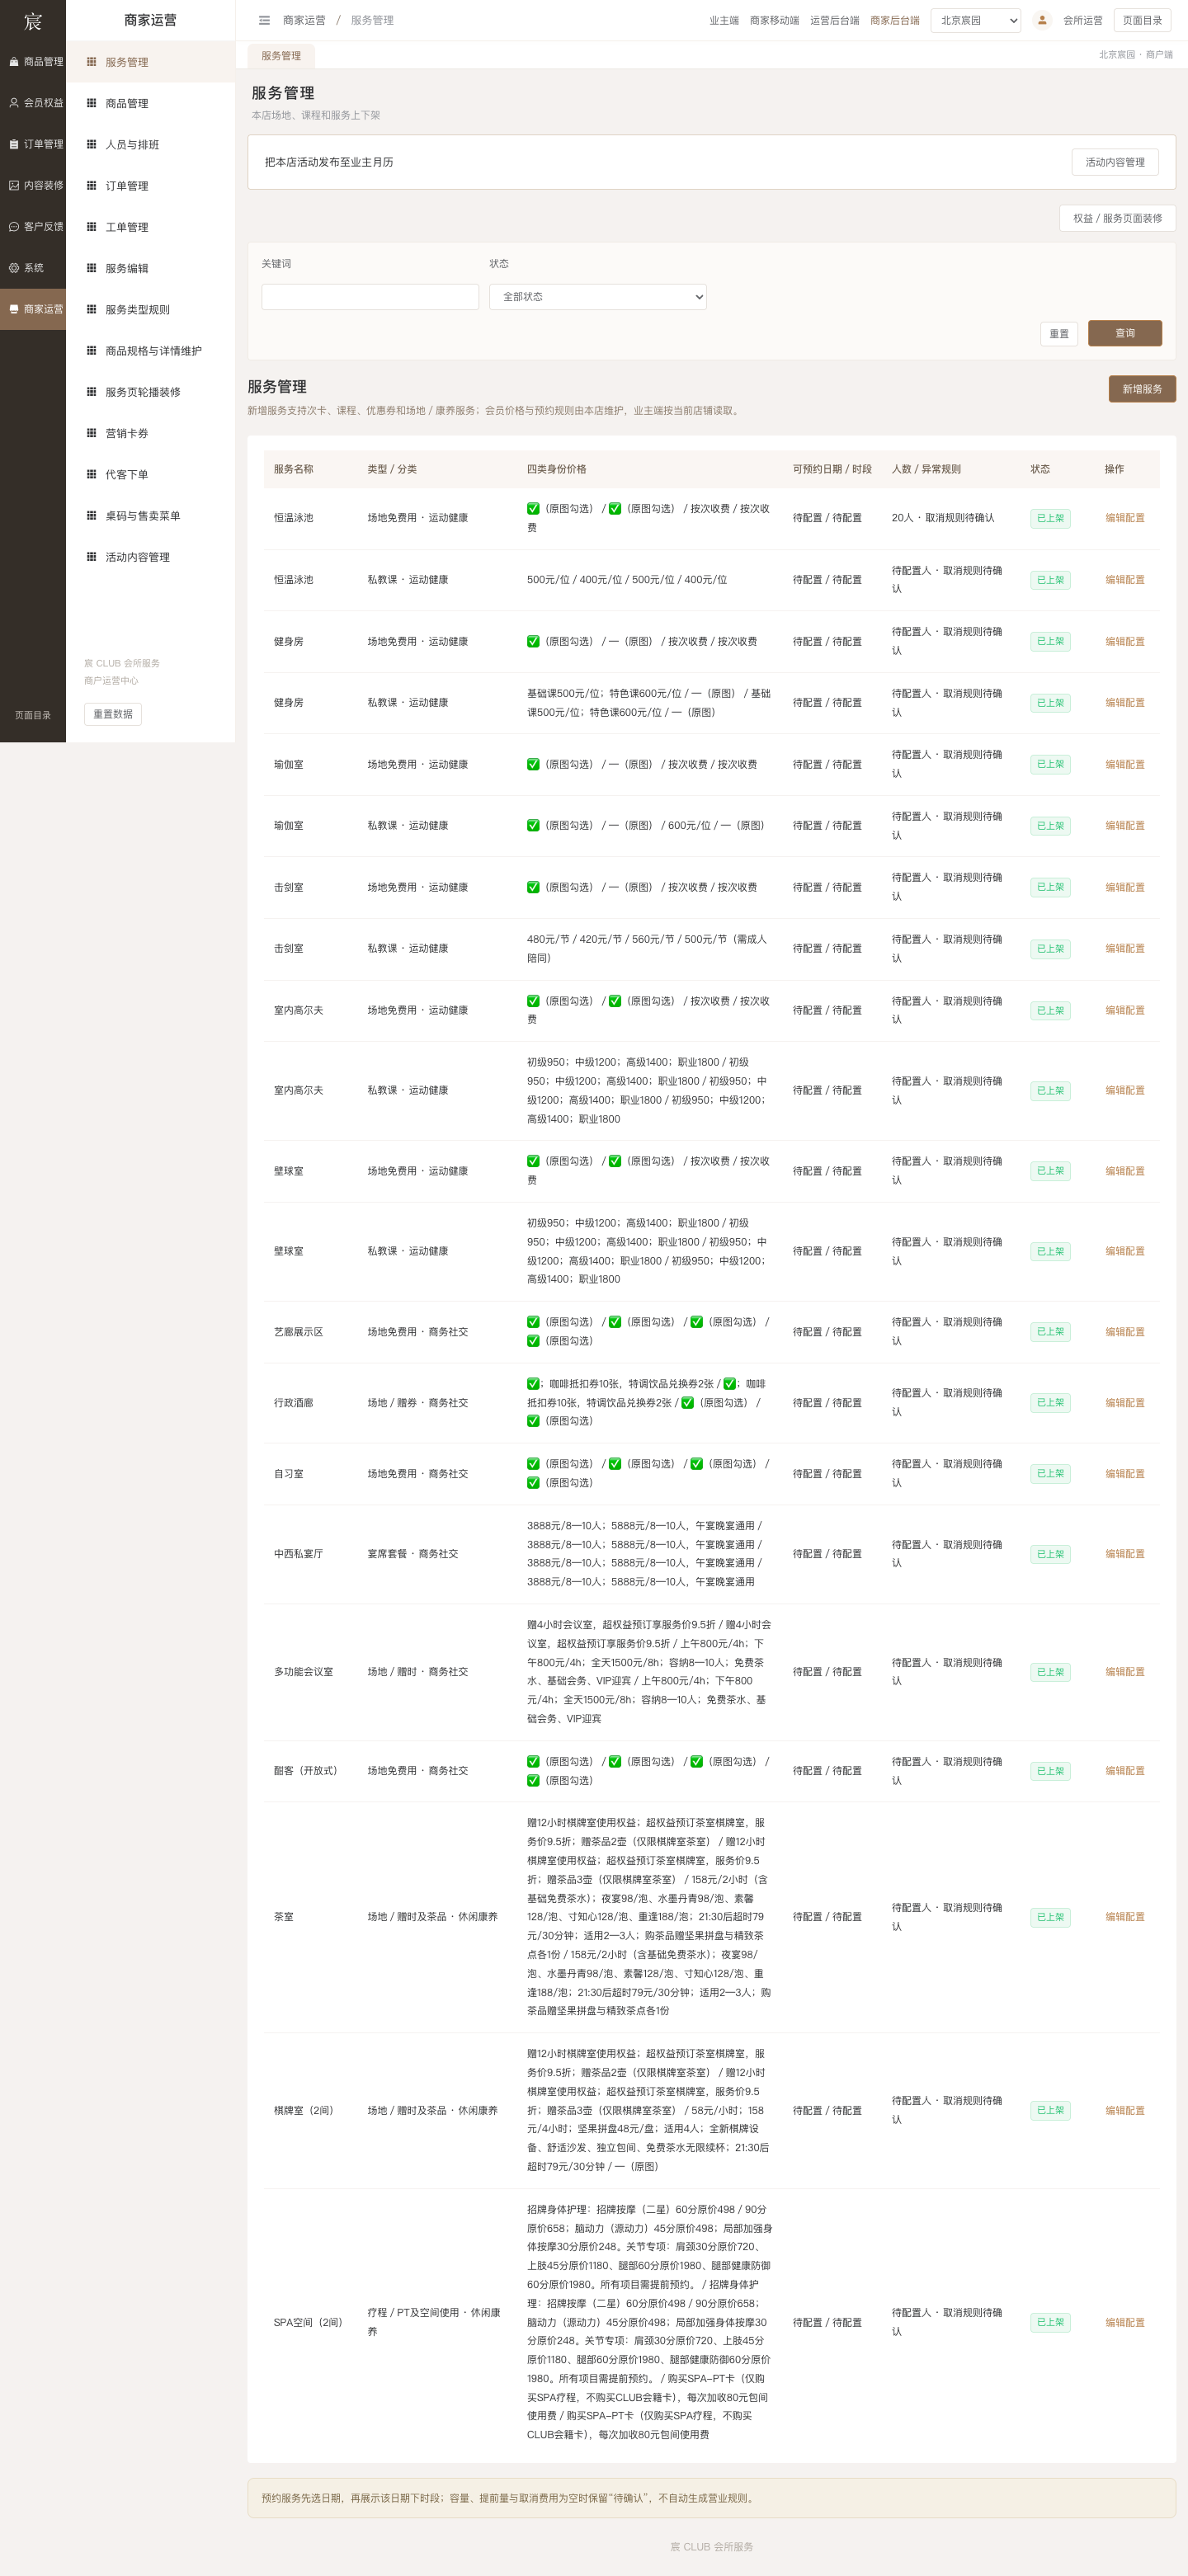 宸
商品管理
会员权益
订单管理
内容装修
客户反馈
系统
商家运营
页面目录
商家运营
服务管理
商品管理
人员与排班
订单管理
工单管理
服务编辑
服务类型规则
商品规格与详情维护
服务页轮播装修
营销卡券
代客下单
桌码与售卖菜单
活动内容管理
宸 CLUB 会所服务
商户运营中心
重置数据
商家运营 / 服务管理
业主端 商家移动端 运营后台端 商家后台端 北京宸园 会所运营 页面目录
服务管理
北京宸园 · 商户端
服务管理
本店场地、课程和服务上下架
把本店活动发布至业主月历
活动内容管理
权益 / 服务页面装修
关键词
状态
全部状态
重置
查询
服务管理
新增服务
新增服务支持次卡、课程、优惠券和场地 / 康养服务；会员价格与预约规则由本店维护，业主端按当前店铺读取。
服务名称 类型 / 分类 四类身份价格 可预约日期 / 时段 人数 / 异常规则 状态 操作
恒温泳池 场地免费用 · 运动健康
✅（原图勾选） / ✅（原图勾选） / 按次收费 / 按次收
费
待配置 / 待配置 20人 · 取消规则待确认 已上架 编辑配置
恒温泳池 私教课 · 运动健康 500元/位 / 400元/位 / 500元/位 / 400元/位 待配置 / 待配置
待配置人 · 取消规则待确
认
已上架 编辑配置
健身房 场地免费用 · 运动健康 ✅（原图勾选） / —（原图） / 按次收费 / 按次收费 待配置 / 待配置
待配置人 · 取消规则待确
认
已上架 编辑配置
健身房 私教课 · 运动健康
基础课500元/位；特色课600元/位 / —（原图） / 基础
课500元/位；特色课600元/位 / —（原图）
待配置 / 待配置
待配置人 · 取消规则待确
认
已上架 编辑配置
瑜伽室 场地免费用 · 运动健康 ✅（原图勾选） / —（原图） / 按次收费 / 按次收费 待配置 / 待配置
待配置人 · 取消规则待确
认
已上架 编辑配置
瑜伽室 私教课 · 运动健康 ✅（原图勾选） / —（原图） / 600元/位 / —（原图） 待配置 / 待配置
待配置人 · 取消规则待确
认
已上架 编辑配置
击剑室 场地免费用 · 运动健康 ✅（原图勾选） / —（原图） / 按次收费 / 按次收费 待配置 / 待配置
待配置人 · 取消规则待确
认
已上架 编辑配置
击剑室 私教课 · 运动健康
480元/节 / 420元/节 / 560元/节 / 500元/节（需成人
陪同）
待配置 / 待配置
待配置人 · 取消规则待确
认
已上架 编辑配置
室内高尔夫 场地免费用 · 运动健康
✅（原图勾选） / ✅（原图勾选） / 按次收费 / 按次收
费
待配置 / 待配置
待配置人 · 取消规则待确
认
已上架 编辑配置
室内高尔夫 私教课 · 运动健康
初级950；中级1200；高级1400；职业1800 / 初级
950；中级1200；高级1400；职业1800 / 初级950；中
级1200；高级1400；职业1800 / 初级950；中级1200；
高级1400；职业1800
待配置 / 待配置
待配置人 · 取消规则待确
认
已上架 编辑配置
壁球室 场地免费用 · 运动健康
✅（原图勾选） / ✅（原图勾选） / 按次收费 / 按次收
费
待配置 / 待配置
待配置人 · 取消规则待确
认
已上架 编辑配置
壁球室 私教课 · 运动健康
初级950；中级1200；高级1400；职业1800 / 初级
950；中级1200；高级1400；职业1800 / 初级950；中
级1200；高级1400；职业1800 / 初级950；中级1200；
高级1400；职业1800
待配置 / 待配置
待配置人 · 取消规则待确
认
已上架 编辑配置
艺廊展示区 场地免费用 · 商务社交
✅（原图勾选） / ✅（原图勾选） / ✅（原图勾选） /
✅（原图勾选）
待配置 / 待配置
待配置人 · 取消规则待确
认
已上架 编辑配置
行政酒廊 场地 / 赠券 · 商务社交
✅；咖啡抵扣券10张，特调饮品兑换券2张 / ✅；咖啡
抵扣券10张，特调饮品兑换券2张 / ✅（原图勾选） /
✅（原图勾选）
待配置 / 待配置
待配置人 · 取消规则待确
认
已上架 编辑配置
自习室 场地免费用 · 商务社交
✅（原图勾选） / ✅（原图勾选） / ✅（原图勾选） /
✅（原图勾选）
待配置 / 待配置
待配置人 · 取消规则待确
认
已上架 编辑配置
中西私宴厅 宴席套餐 · 商务社交
3888元/8—10人；5888元/8—10人，午宴晚宴通用 /
3888元/8—10人；5888元/8—10人，午宴晚宴通用 /
3888元/8—10人；5888元/8—10人，午宴晚宴通用 /
3888元/8—10人；5888元/8—10人，午宴晚宴通用
待配置 / 待配置
待配置人 · 取消规则待确
认
已上架 编辑配置
多功能会议室 场地 / 赠时 · 商务社交
赠4小时会议室，超权益预订享服务价9.5折 / 赠4小时会
议室，超权益预订享服务价9.5折 / 上午800元/4h；下
午800元/4h；全天1500元/8h；容纳8—10人；免费茶
水、基础会务、VIP迎宾 / 上午800元/4h；下午800
元/4h；全天1500元/8h；容纳8—10人；免费茶水、基
础会务、VIP迎宾
待配置 / 待配置
待配置人 · 取消规则待确
认
已上架 编辑配置
酣客（开放式） 场地免费用 · 商务社交
✅（原图勾选） / ✅（原图勾选） / ✅（原图勾选） /
✅（原图勾选）
待配置 / 待配置
待配置人 · 取消规则待确
认
已上架 编辑配置
茶室 场地 / 赠时及茶品 · 休闲康养
赠12小时棋牌室使用权益；超权益预订茶室棋牌室，服
务价9.5折；赠茶品2壶（仅限棋牌室茶室） / 赠12小时
棋牌室使用权益；超权益预订茶室棋牌室，服务价9.5
折；赠茶品3壶（仅限棋牌室茶室） / 158元/2小时（含
基础免费茶水）；夜宴98/泡、水墨丹青98/泡、素馨
128/泡、寸知心128/泡、重逢188/泡；21:30后超时79
元/30分钟；适用2—3人；购茶品赠坚果拼盘与精致茶
点各1份 / 158元/2小时（含基础免费茶水）；夜宴98/
泡、水墨丹青98/泡、素馨128/泡、寸知心128/泡、重
逢188/泡；21:30后超时79元/30分钟；适用2—3人；购
茶品赠坚果拼盘与精致茶点各1份
待配置 / 待配置
待配置人 · 取消规则待确
认
已上架 编辑配置
棋牌室（2间） 场地 / 赠时及茶品 · 休闲康养
赠12小时棋牌室使用权益；超权益预订茶室棋牌室，服
务价9.5折；赠茶品2壶（仅限棋牌室茶室） / 赠12小时
棋牌室使用权益；超权益预订茶室棋牌室，服务价9.5
折；赠茶品3壶（仅限棋牌室茶室） / 58元/小时；158
元/4小时；坚果拼盘48元/盘；适用4人；全新棋牌设
备、舒适沙发、独立包间、免费茶水无限续杯；21:30后
超时79元/30分钟 / —（原图）
待配置 / 待配置
待配置人 · 取消规则待确
认
已上架 编辑配置
SPA空间（2间）
疗程 / PT及空间使用 · 休闲康
养
招牌身体护理：招牌按摩（二星）60分原价498 / 90分
原价658；脑动力（源动力）45分原价498；局部加强身
体按摩30分原价248。关节专项：肩颈30分原价720、
上肢45分原价1180、腿部60分原价1980、腿部健康防御
60分原价1980。所有项目需提前预约。 / 招牌身体护
理：招牌按摩（二星）60分原价498 / 90分原价658；
脑动力（源动力）45分原价498；局部加强身体按摩30
分原价248。关节专项：肩颈30分原价720、上肢45分
原价1180、腿部60分原价1980、腿部健康防御60分原价
1980。所有项目需提前预约。 / 购买SPA-PT卡（仅购
买SPA疗程，不购买CLUB会籍卡），每次加收80元包间
使用费 / 购买SPA-PT卡（仅购买SPA疗程，不购买
CLUB会籍卡），每次加收80元包间使用费
待配置 / 待配置
待配置人 · 取消规则待确
认
已上架 编辑配置
预约服务先选日期，再展示该日期下时段；容量、提前量与取消费用为空时保留“待确认”，不自动生成营业规则。
宸 CLUB 会所服务